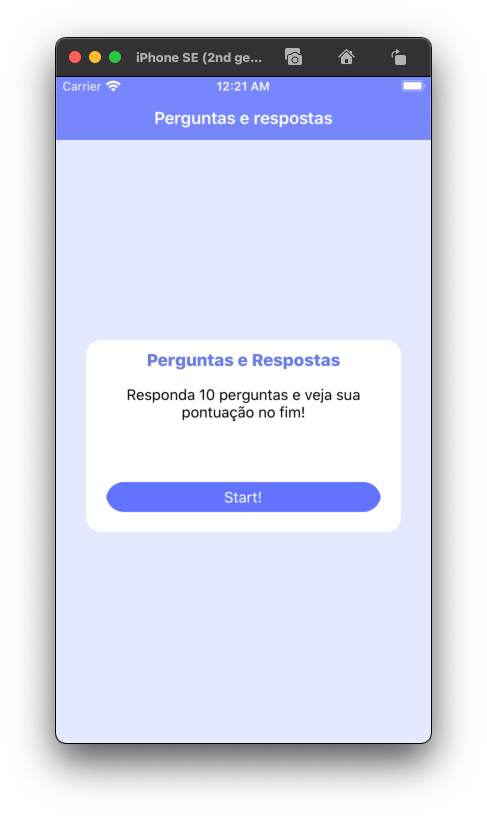 iPhone SE (2nd ge...
Carrier 12:21 AM
Perguntas e respostas
Perguntas e Respostas
Responda 10 perguntas e veja sua
pontuação no fim!
Start!